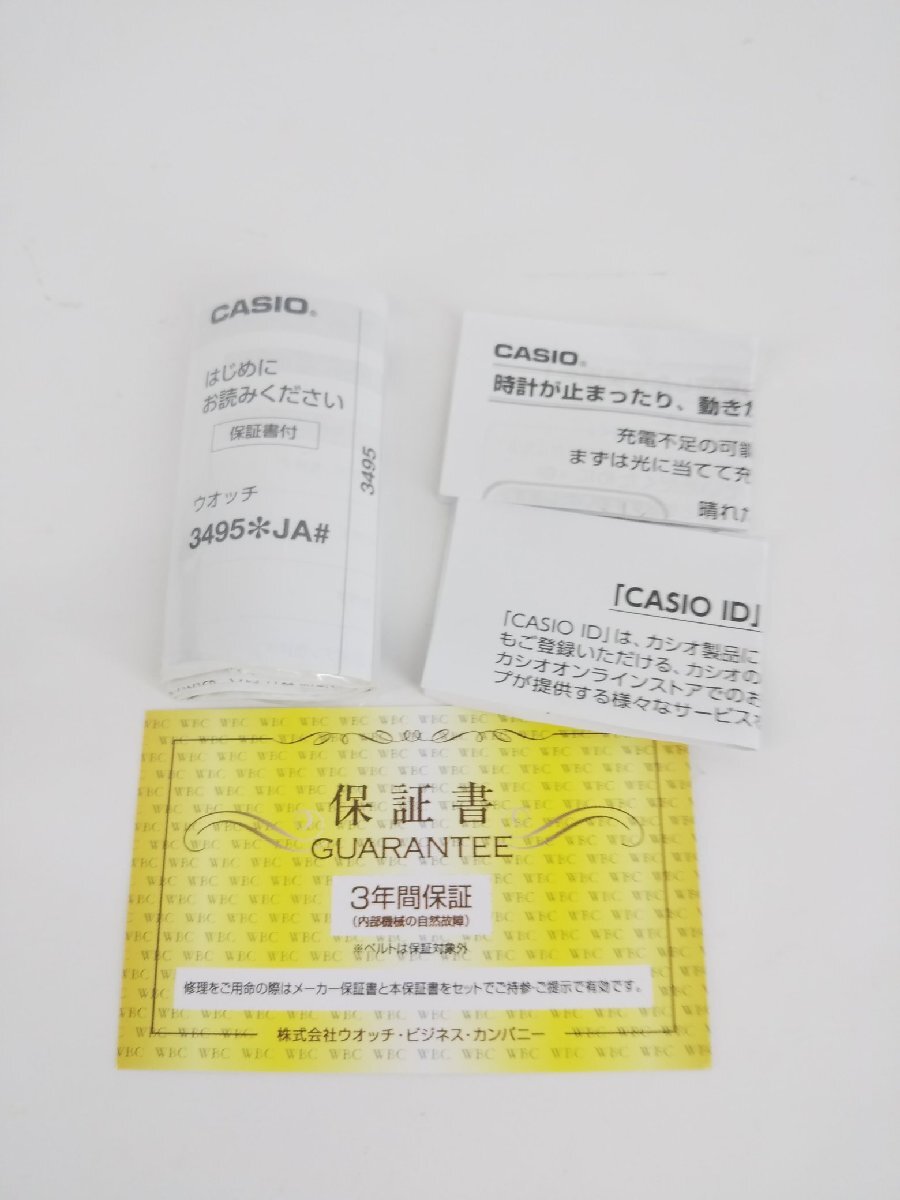 CASIO®
はじめに
お読みください
保証書付
ウオッチ
3495＊JA#
3495
CASIO®
時計が止まったり、動きた
充電不足の可能
まずは光に当てて充
晴れた
「CASIO ID」
「CASIO ID」は、カシオ製品に
もご登録いただける、カシオの
カシオオンラインストアでのお
プが提供する様々なサービスを
保証書
GUARANTEE
3年間保証
(内部機械の自然故障)
※ベルトは保証対象外
修理をご用命の際はメーカー保証書と本保証書をセットでご持参・ご提示で有効です。
株式会社ウオッチ・ビジネス・カンパニー